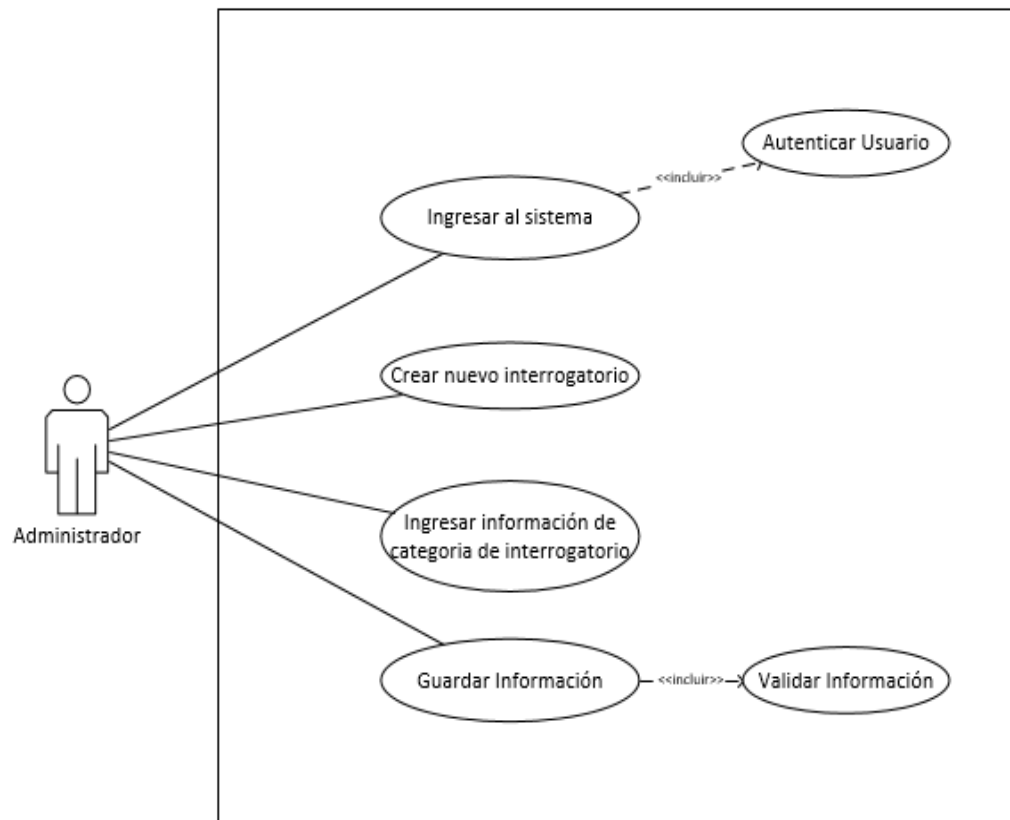 Autenticar Usuario
<<incluir>>
Ingresar al sistema
Crear nuevo interrogatorio
Administrador
Ingresar información de
categoria de interrogatorio
Guardar Información
<<incluir>>
Validar Información